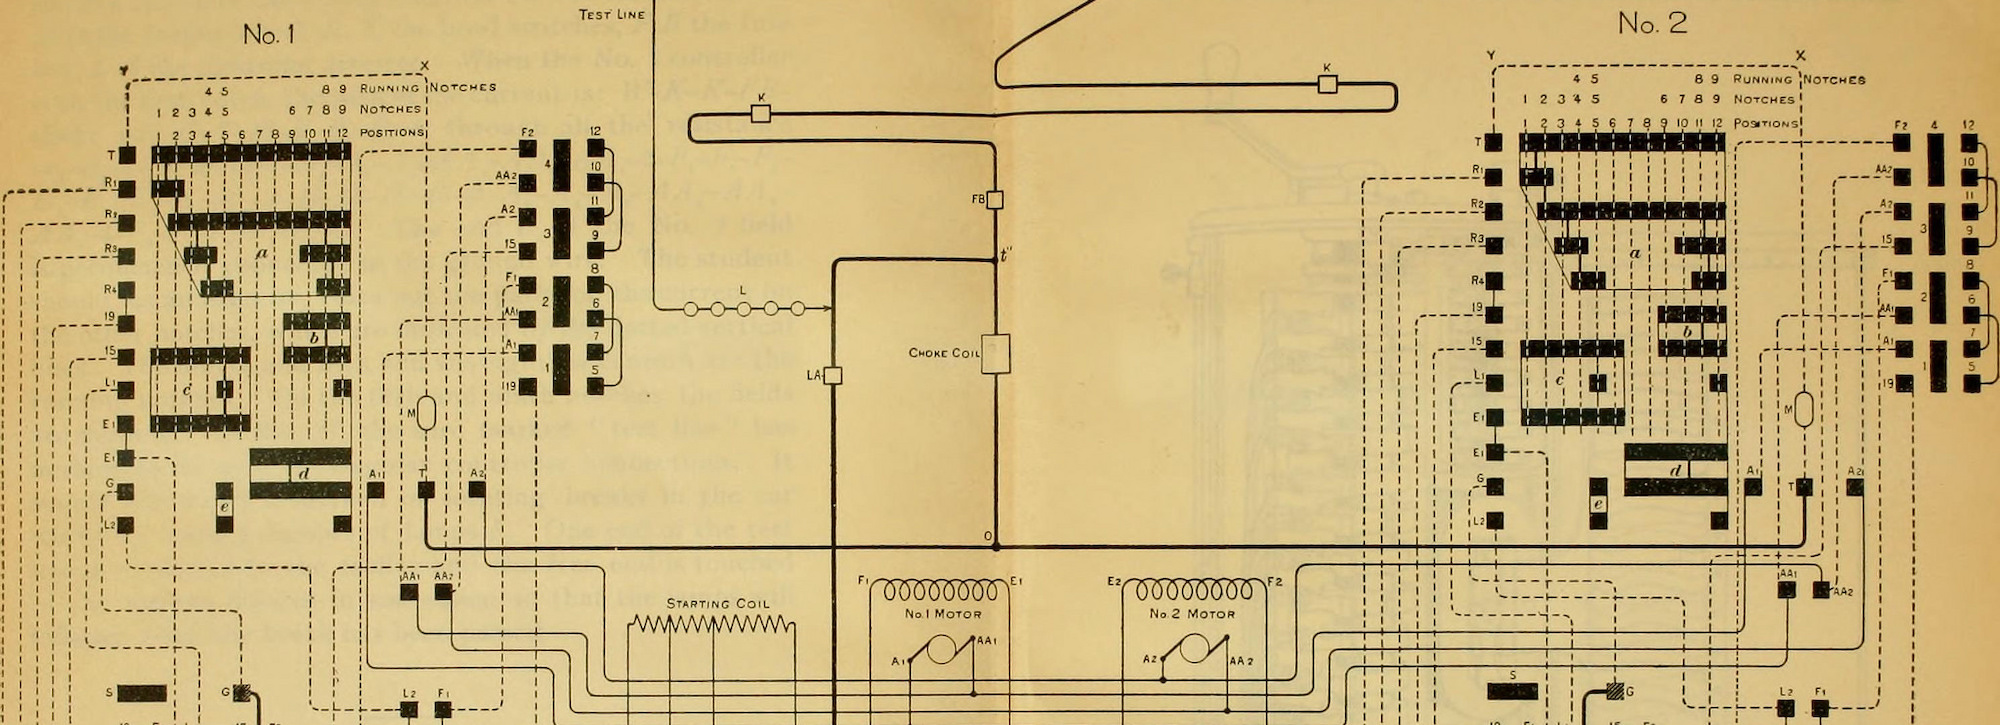 TEST LINE
No. 1
Y
X
8 9 RUNNING NOTCHES
4 5
1 2 3 4 5 6 7 8 9 NOTCHES
1 2 3 4 5 6 7 8 9 10 11 12 POSITIONS
T
R1
R2
R3
R4
19
15
L1
E1
E1
G
L2
a
b
c
d
e
F2
AA2
A2
15
F1
AA1
A1
19
4
3
2
1
12
10
11
9
8
6
7
5
M
A1
T
A2
AA1
AA2
S
G
L2
F1
K
K
FB
t"
L
LA
CHOKE COIL
O
STARTING COIL
F1
E1
No. 1 MOTOR
A1
AA1
E2
F2
No. 2 MOTOR
A2
AA2
No. 2
Y
X
4 5 8 9 RUNNING NOTCHES
1 2 3 4 5 6 7 8 9 NOTCHES
1 2 3 4 5 6 7 8 9 10 11 12 POSITIONS
T
R1
R2
R3
R4
19
15
L1
E1
E1
G
L2
a
b
c
d
e
F2
AA2
A2
15
F1
AA1
A1
19
4
3
2
1
12
10
11
9
8
6
7
5
M
A1
T
A2
AA1
AA2
S
G
L2
F1